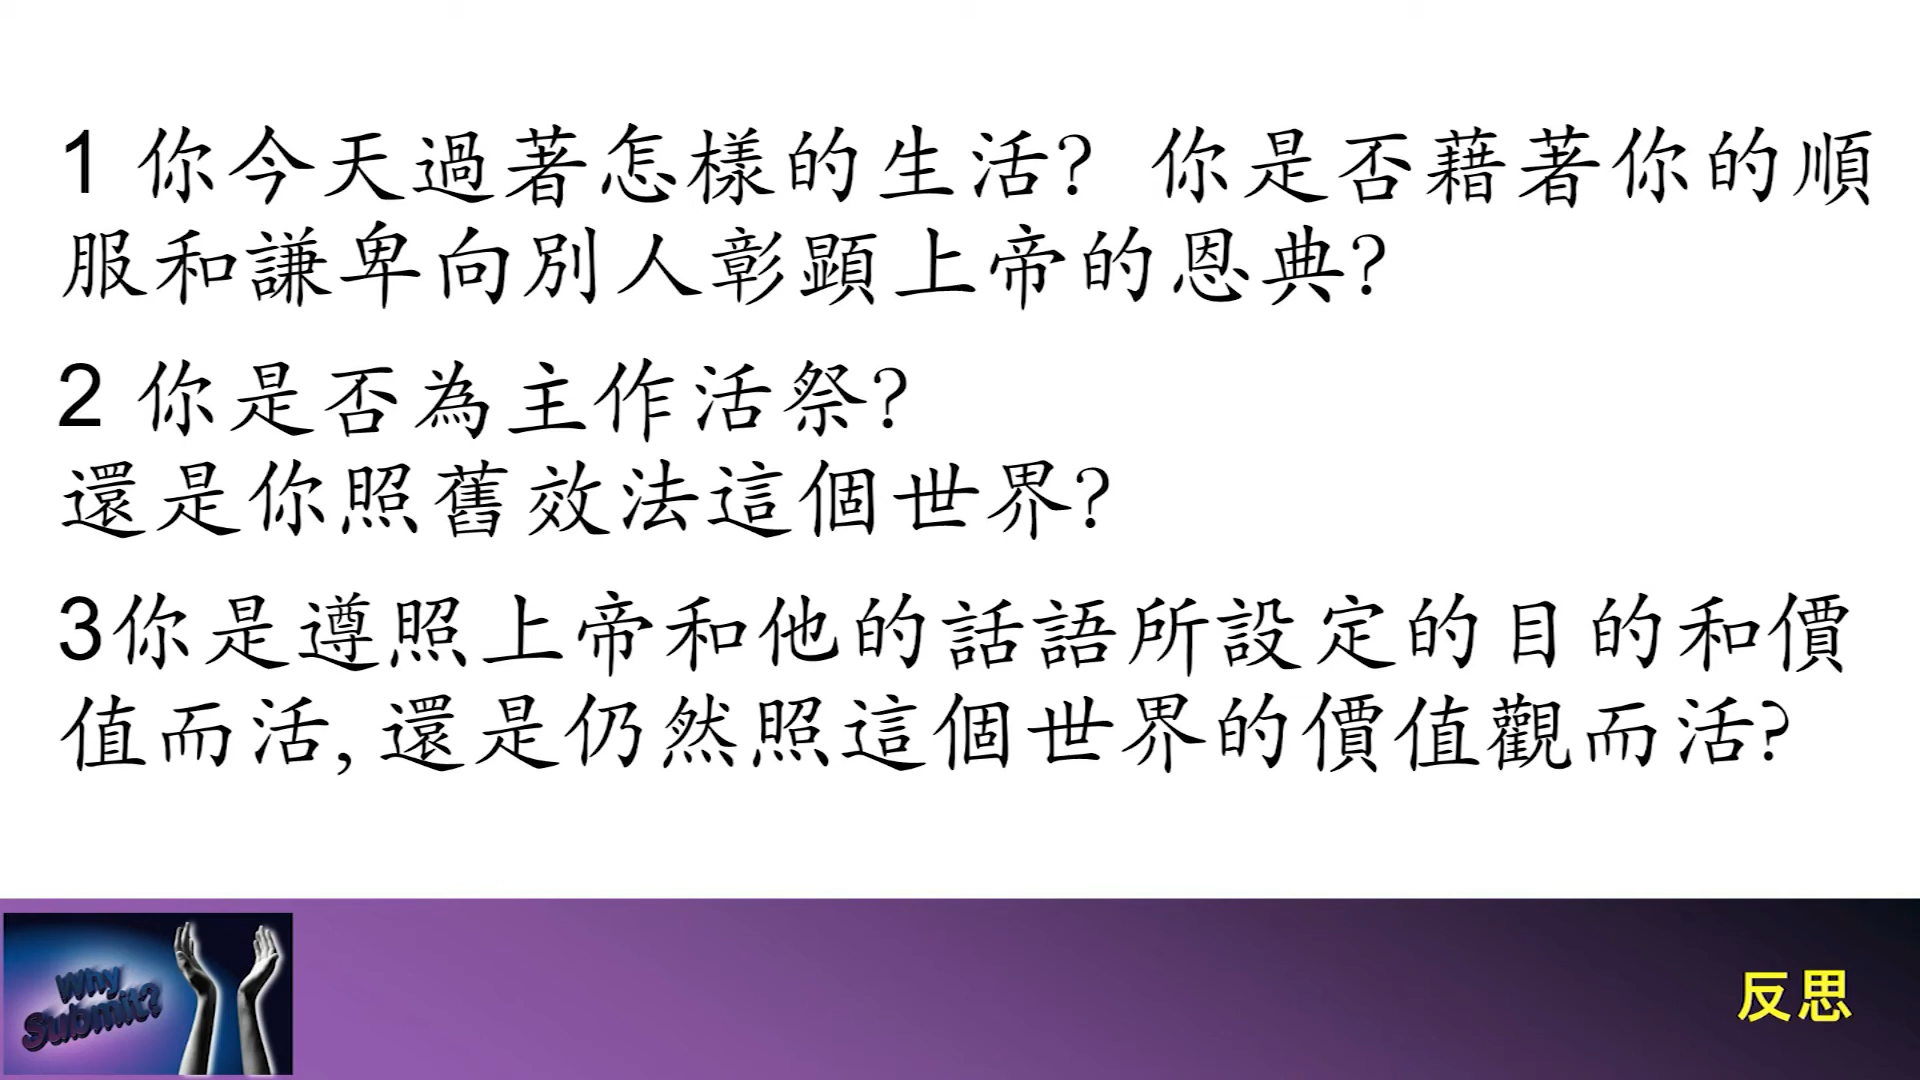 1 你今天過著怎樣的生活? 你是否藉著你的順
服和謙卑向別人彰顯上帝的恩典?
2 你是否為主作活祭?
還是你照舊效法這個世界?
3你是遵照上帝和他的話語所設定的目的和價
值而活,還是仍然照這個世界的價值觀而活?
Why
Submit?
反思